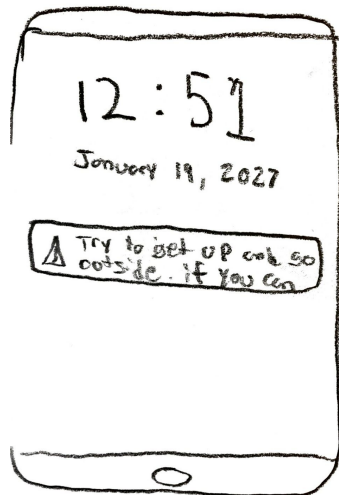 12:51
January 19, 2027
Try to get up and go
outside. if you can